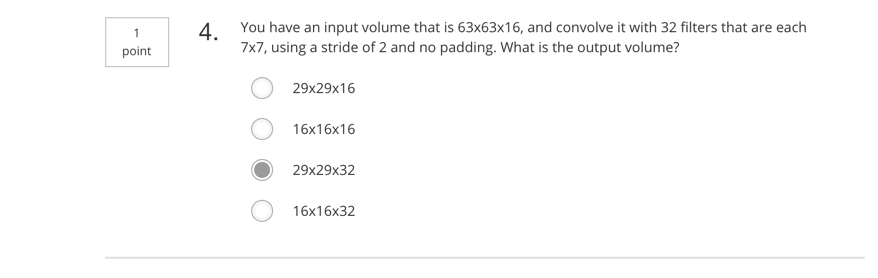 1
point
4.
You have an input volume that is 63x63x16, and convolve it with 32 filters that are each
7x7, using a stride of 2 and no padding. What is the output volume?
29x29x16
16x16x16
29x29x32
16x16x32